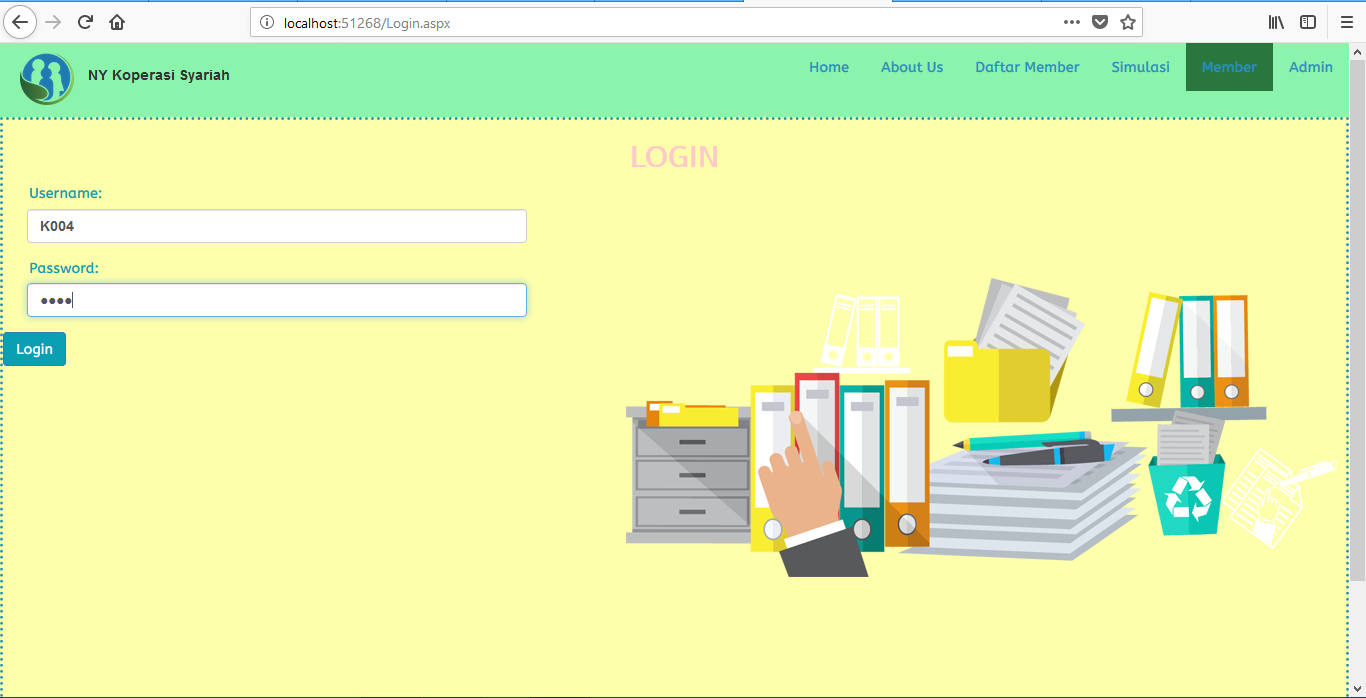 localhost:51268/Login.aspx
NY Koperasi Syariah
Home About Us Daftar Member Simulasi Member Admin
LOGIN
Username:
K004
Password:
••••
Login